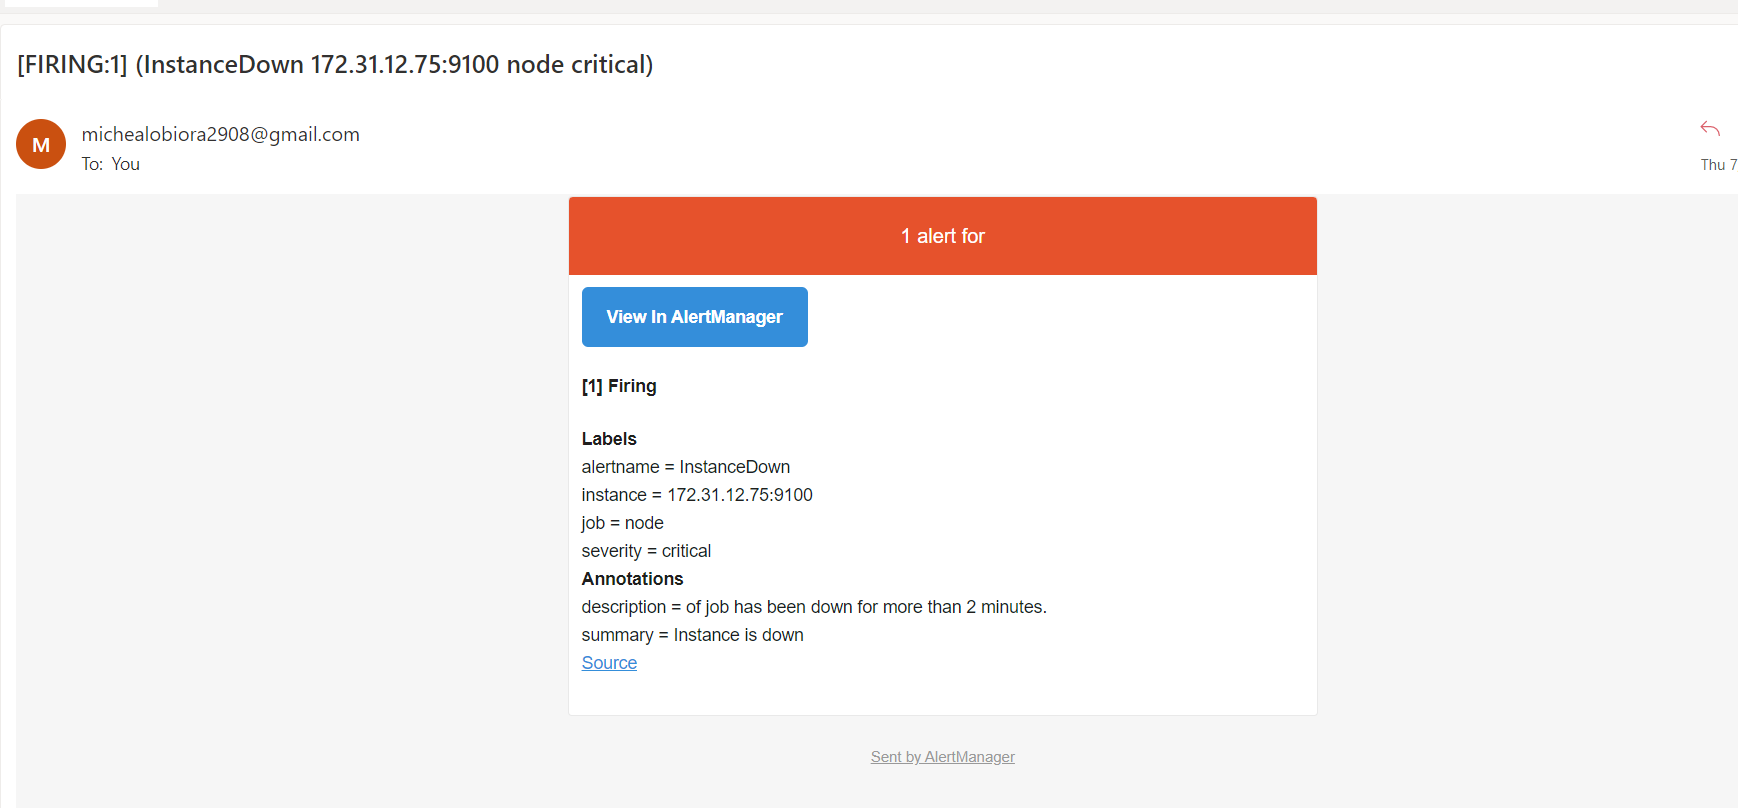 [FIRING:1] (InstanceDown 172.31.12.75:9100 node critical)
M
michealobiora2908@gmail.com
To: You
Thu 7
1 alert for
View In AlertManager
[1] Firing
Labels
alertname = InstanceDown
instance = 172.31.12.75:9100
job = node
severity = critical
Annotations
description = of job has been down for more than 2 minutes.
summary = Instance is down
Source
Sent by AlertManager